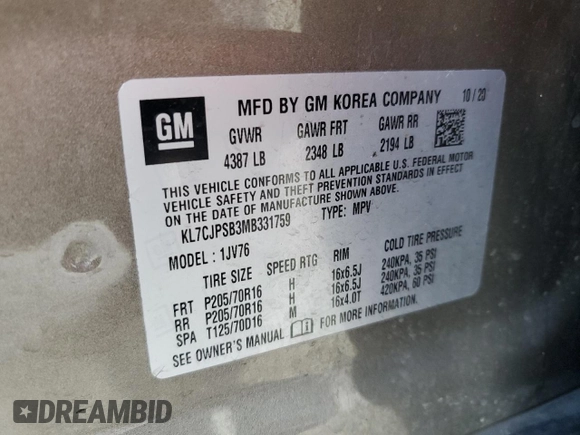 GM
MFD BY GM KOREA COMPANY 10 / 20
GVWR GAWR FRT GAWR RR
4387 LB 2348 LB 2194 LB
THIS VEHICLE CONFORMS TO ALL APPLICABLE U.S. FEDERAL MOTOR
VEHICLE SAFETY AND THEFT PREVENTION STANDARDS IN EFFECT
ON THE DATE OF MANUFACTURE SHOWN ABOVE.
KL7CJPSB3MB331759 TYPE: MPV
MODEL : 1JV76
TIRE SIZE SPEED RTG RIM COLD TIRE PRESSURE
FRT P205/70R16 H 16x6.5J 240KPA, 35 PSI
RR P205/70R16 H 16x6.5J 240KPA, 35 PSI
SPA T125/70D16 M 16x4.0T 420KPA, 60 PSI
SEE OWNER'S MANUAL FOR MORE INFORMATION.
DREAMBID